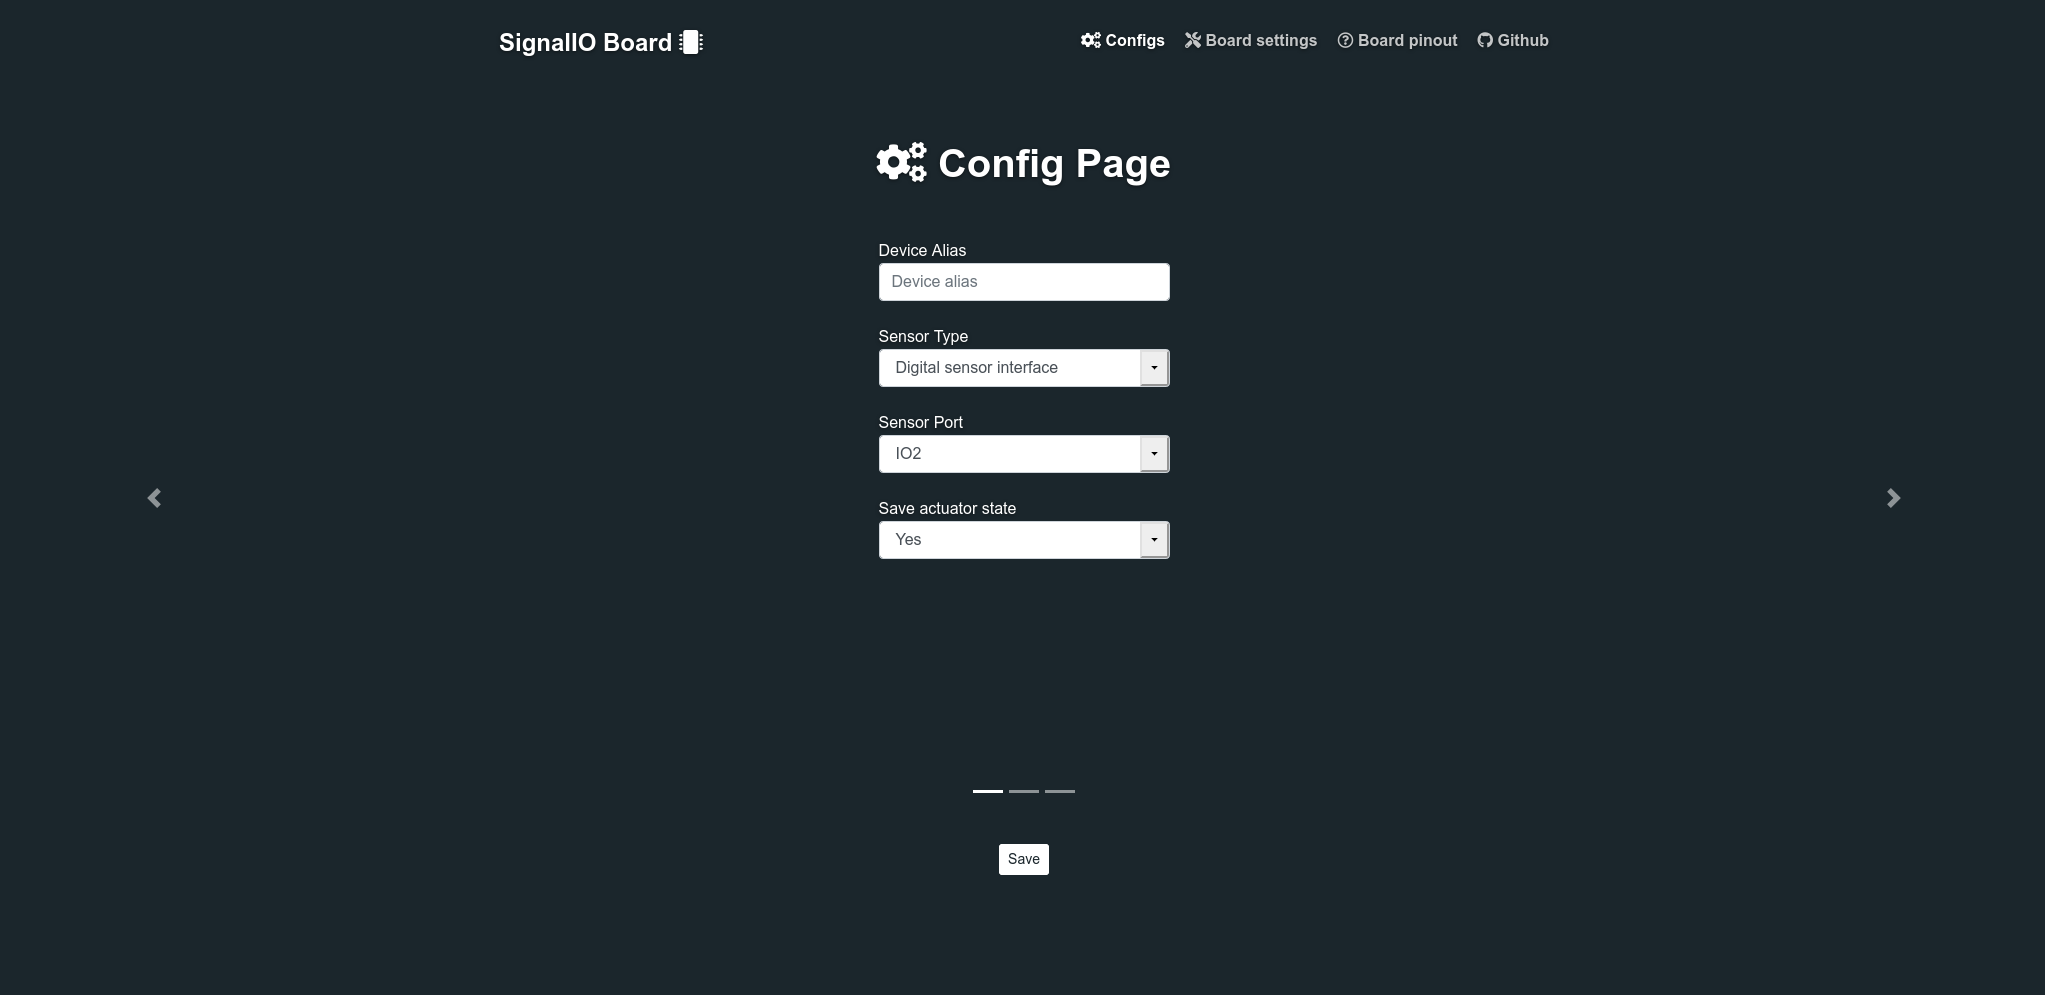 SignalIO Board
Configs Board settings Board pinout Github
Config Page
Device Alias
Device alias
Sensor Type
Digital sensor interface
Sensor Port
IO2
Save actuator state
Yes
Save